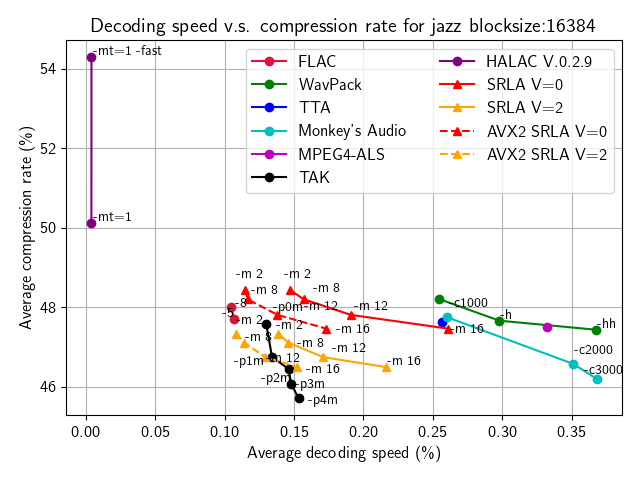 Decoding speed v.s. compression rate for jazz blocksize:16384
Average compression rate (%)
54
52
50
48
46
0.00
0.05
0.10
0.15
0.20
0.25
0.30
0.35
Average decoding speed (%)
FLAC
WavPack
TTA
Monkey's Audio
MPEG4-ALS
TAK
HALAC V.0.2.9
SRLA V=0
SRLA V=2
AVX2 SRLA V=0
AVX2 SRLA V=2
-mt=1 -fast
-mt=1
-m 2
-m 2
-m 8
-m 8
-8
-p0m
-m 12
-m 12
-c1000
-5
-m 2
-m 2
-m 16
-m 16
-h
-hh
-m 8
-m 8
-m 12
-c2000
-p1m
-m 12
-m 16
-m 16
-c3000
-p2m
-p3m
-p4m